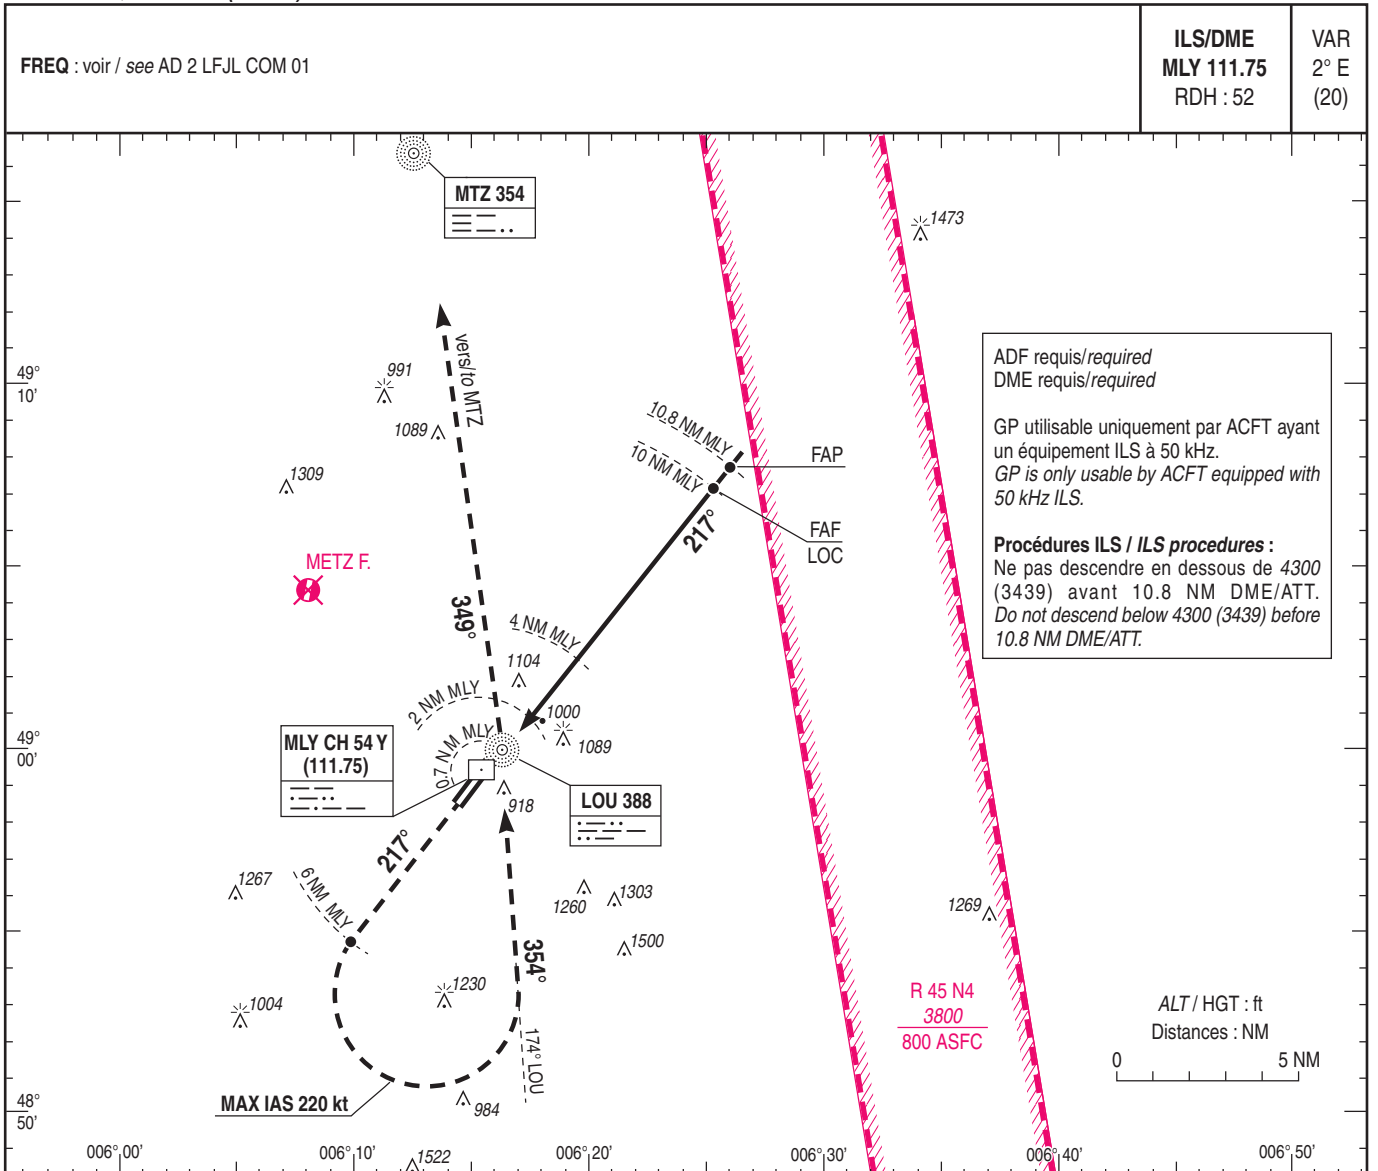 FREQ : voir / see AD 2 LFJL COM 01
ILS/DME
MLY 111.75
RDH : 52
VAR
2° E
(20)
MTZ 354
1473
vers/to MTZ
991
1089
1309
METZ F.
349°
49°
10'
10.8 NM MLY
10 NM MLY
FAP
FAF
LOC
217°
ADF requis/required
DME requis/required
GP utilisable uniquement par ACFT ayant
un équipement ILS à 50 kHz.
GP is only usable by ACFT equipped with
50 kHz ILS.
Procédures ILS / ILS procedures :
Ne pas descendre en dessous de 4300
(3439) avant 10.8 NM DME/ATT.
Do not descend below 4300 (3439) before
10.8 NM DME/ATT.
4 NM MLY
1104
2 NM MLY
1000
1089
0.7 NM MLY
49°
00'
MLY CH 54 Y
(111.75)
LOU 388
918
217°
1267
6 NM MLY
1260
1303
1500
1269
354°
1230
1004
174° LOU
R 45 N4
3800
800 ASFC
ALT / HGT : ft
Distances : NM
0
5 NM
MAX IAS 220 kt
984
48°
50'
1522
006° 00'
006° 10'
006° 20'
006° 30'
006° 40'
006° 50'